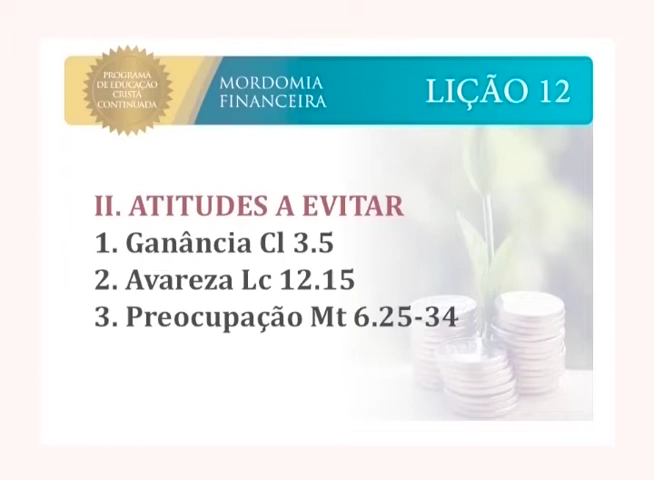 PROGRAMA
DE EDUCAÇÃO
CRISTÃ
CONTINUADA
MORDOMIA
FINANCEIRA
LIÇÃO 12
II. ATITUDES A EVITAR
1. Ganância Cl 3.5
2. Avareza Lc 12.15
3. Preocupação Mt 6.25-34